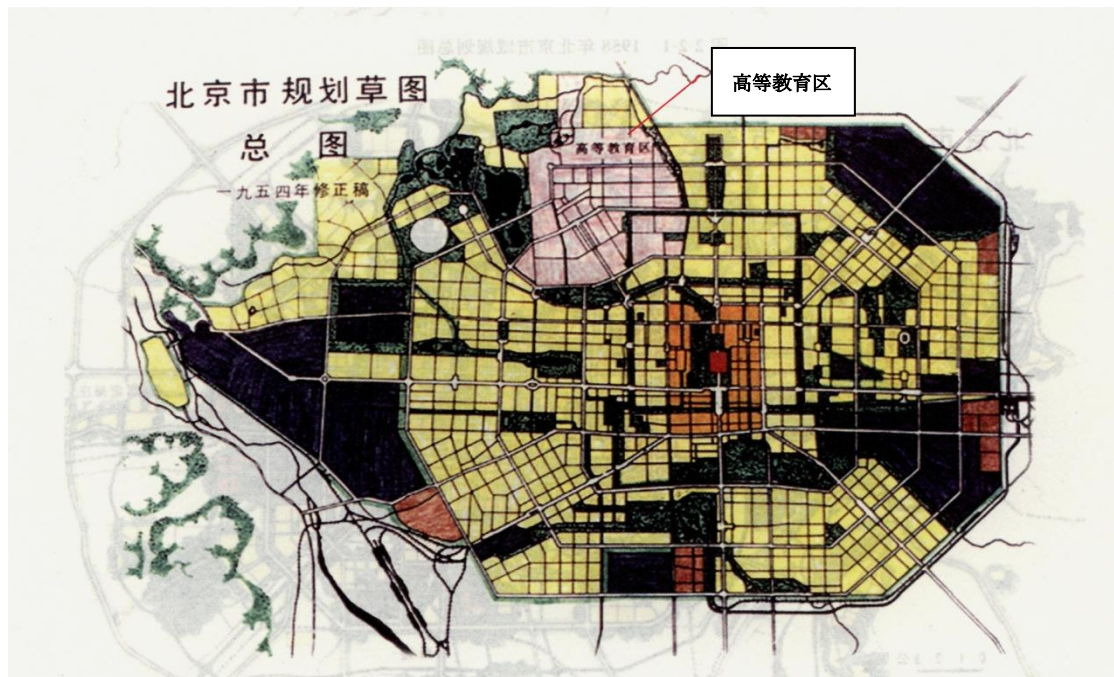 北京市规划草图
总 图
一九五四年修正稿
高等教育区
高等教育区